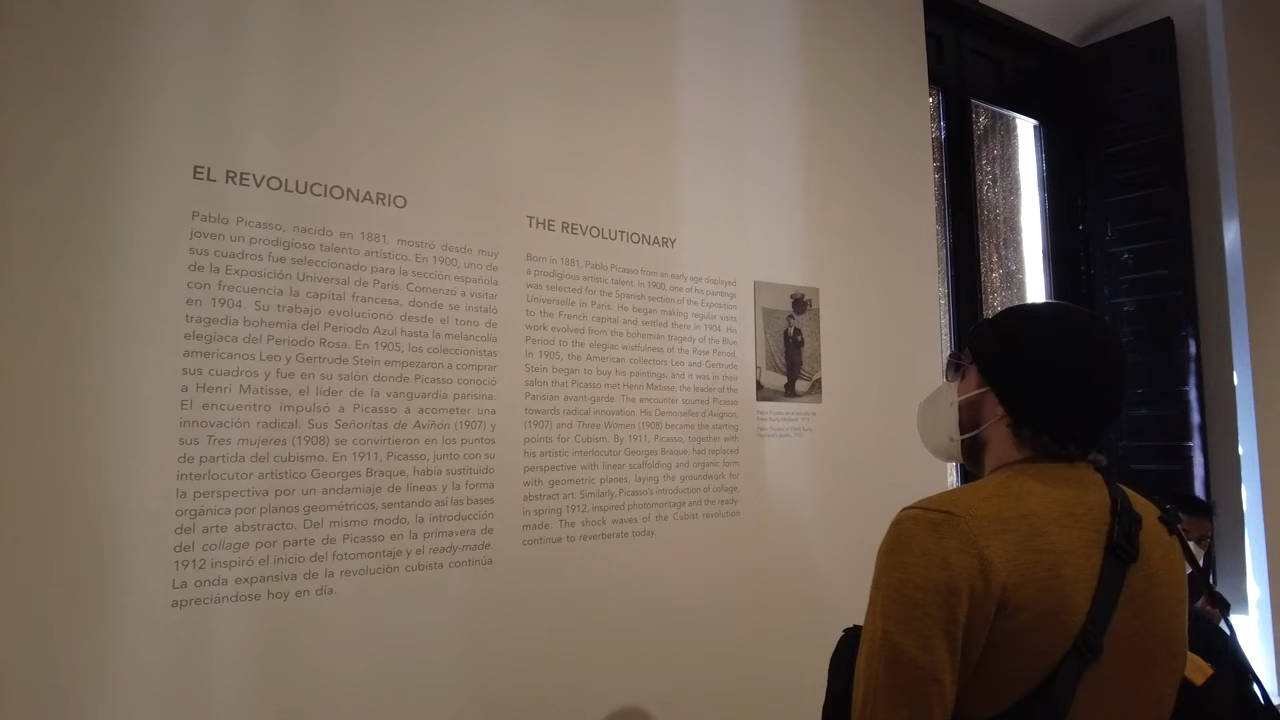 EL REVOLUCIONARIO
Pablo Picasso, nacido en 1881, mostró desde muy
joven un prodigioso talento artístico. En 1900, uno de
sus cuadros fue seleccionado para la sección española
de la Exposición Universal de París. Comenzó a visitar
con frecuencia la capital francesa, donde se instaló
en 1904. Su trabajo evolucionó desde el tono de
tragedia bohemia del Periodo Azul hasta la melancolía
elegíaca del Periodo Rosa. En 1905, los coleccionistas
americanos Leo y Gertrude Stein empezaron a comprar
sus cuadros y fue en su salón donde Picasso conoció
a Henri Matisse, el líder de la vanguardia parisina.
El encuentro impulsó a Picasso a acometer una
innovación radical. Sus Señoritas de Aviñon (1907) y
sus Tres mujeres (1908) se convirtieron en los puntos
de partida del cubismo. En 1911, Picasso, junto con su
interlocutor artístico Georges Braque, había sustituido
la perspectiva por un andamiaje de líneas y la forma
orgánica por planos geométricos, sentando así las bases
del arte abstracto. Del mismo modo, la introducción
del collage por parte de Picasso en la primavera de
1912 inspiró el inicio del fotomontaje y el ready-made.
La onda expansiva de la revolución cubista continúa
apreciándose hoy en día.
THE REVOLUTIONARY
Born in 1881, Pablo Picasso from an early age displayed
a prodigious artistic talent. In 1900, one of his paintings
was selected for the Spanish section of the Exposition
Universelle in Paris. He began making regular visits
to the French capital and settled there in 1904. His
work evolved from the bohemian tragedy of the Blue
Period to the elegiac wistfulness of the Rose Period.
In 1905, the American collectors Leo and Gertrude
Stein began to buy his paintings, and it was in their
salon that Picasso met Henri Matisse, the leader of the
Parisian avant-garde. The encounter spurred Picasso
towards radical innovation. His Demoiselles d'Avignon,
(1907) and Three Women (1908) became the starting
points for Cubism. By 1911, Picasso, together with
his artistic interlocutor Georges Braque, had replaced
perspective with linear scaffolding and organic form
with geometric planes, laying the groundwork for
abstract art. Similarly, Picasso's introduction of collage,
in spring 1912, inspired photomontage and the ready-
made. The shock waves of the Cubist revolution
continue to reverberate today.
Pablo Picasso en el estudio de
Pablo Picasso in